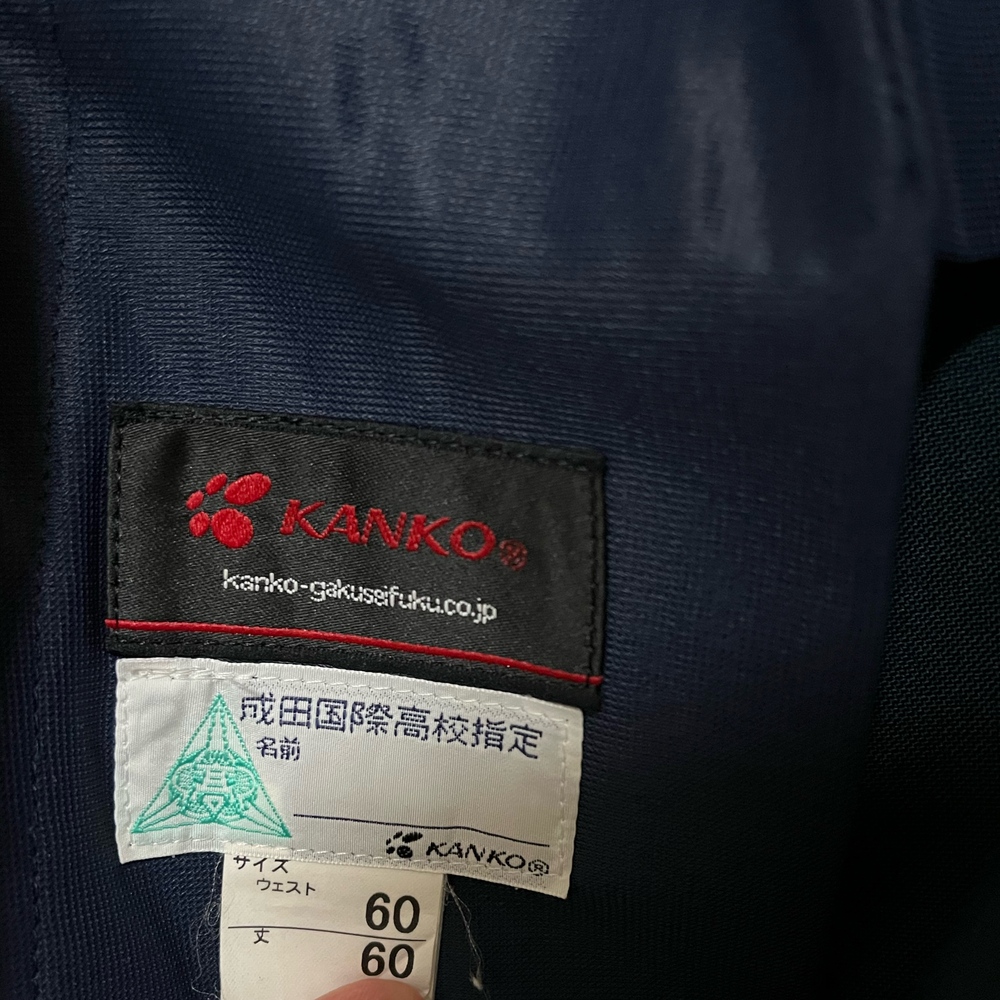 KANKO®
kanko-gakuseifuku.co.jp
成田国際高校指定
名前
KANKO®
サイズ
ウェスト
60
丈
60